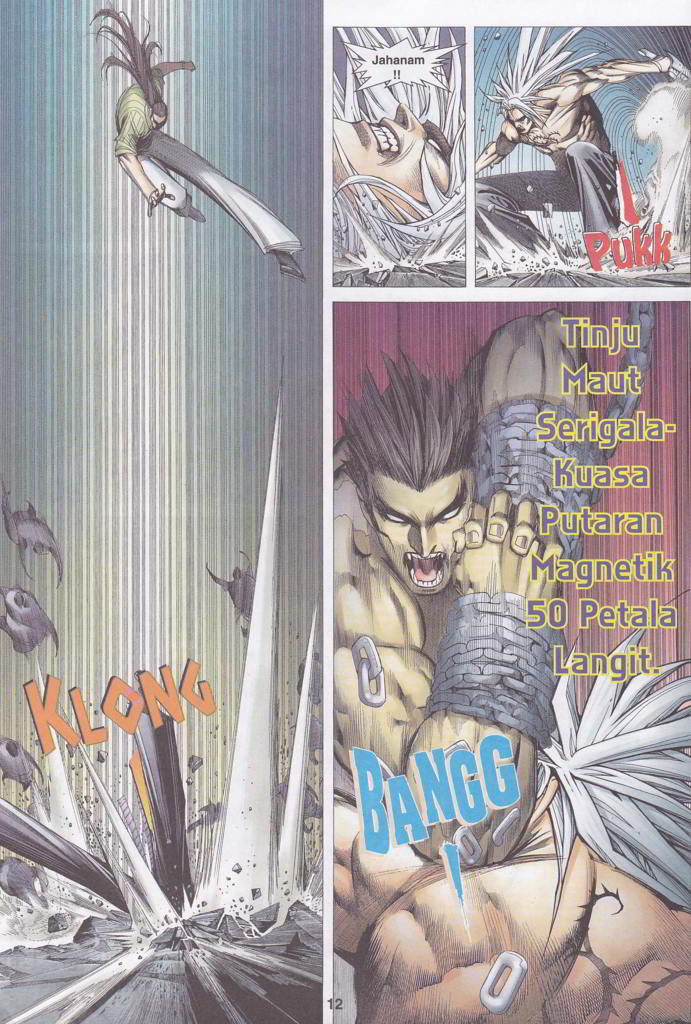 KLONG !
Jahanam
!!
PUKK !
Tinju
Maut
Serigala-
Kuasa
Putaran
Magnetik
50 Petala
Langit.
BANGG !
12